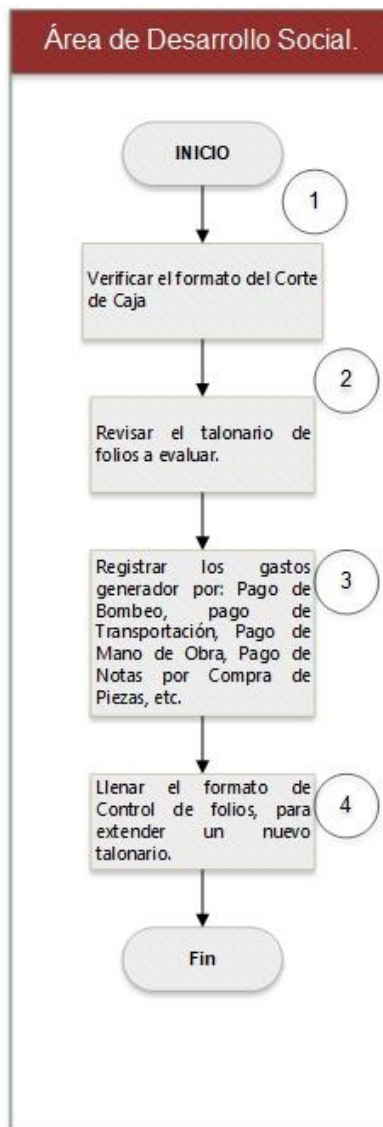 Área de Desarrollo Social.
INICIO
1
Verificar el formato del Corte
de Caja
2
Revisar el talonario de
folios a evaluar.
3
Registrar los gastos
generador por: Pago de
Bombeo, pago de
Transportación, Pago de
Mano de Obra, Pago de
Notas por Compra de
Piezas, etc.
4
Llenar el formato de
Control de folios, para
extender un nuevo
talonario.
Fin